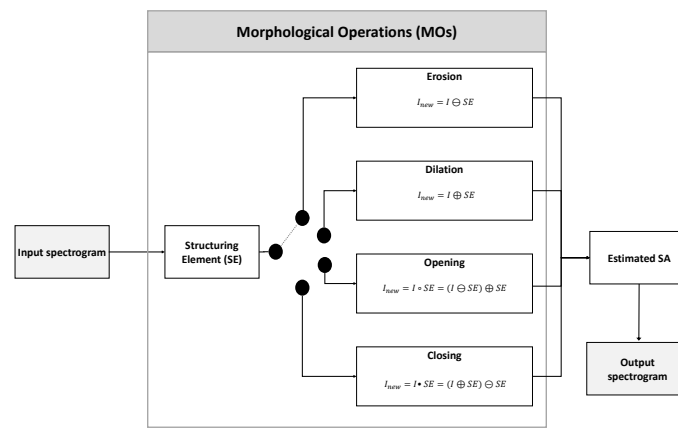 Morphological Operations (MOs)
Erosion
I_new = I ⊖ SE
Dilation
I_new = I ⊕ SE
Input spectrogram
Structuring
Element (SE)
Estimated SA
Opening
I_new = I ∘ SE = (I ⊖ SE) ⊕ SE
Closing
I_new = I • SE = (I ⊕ SE) ⊖ SE
Output
spectrogram